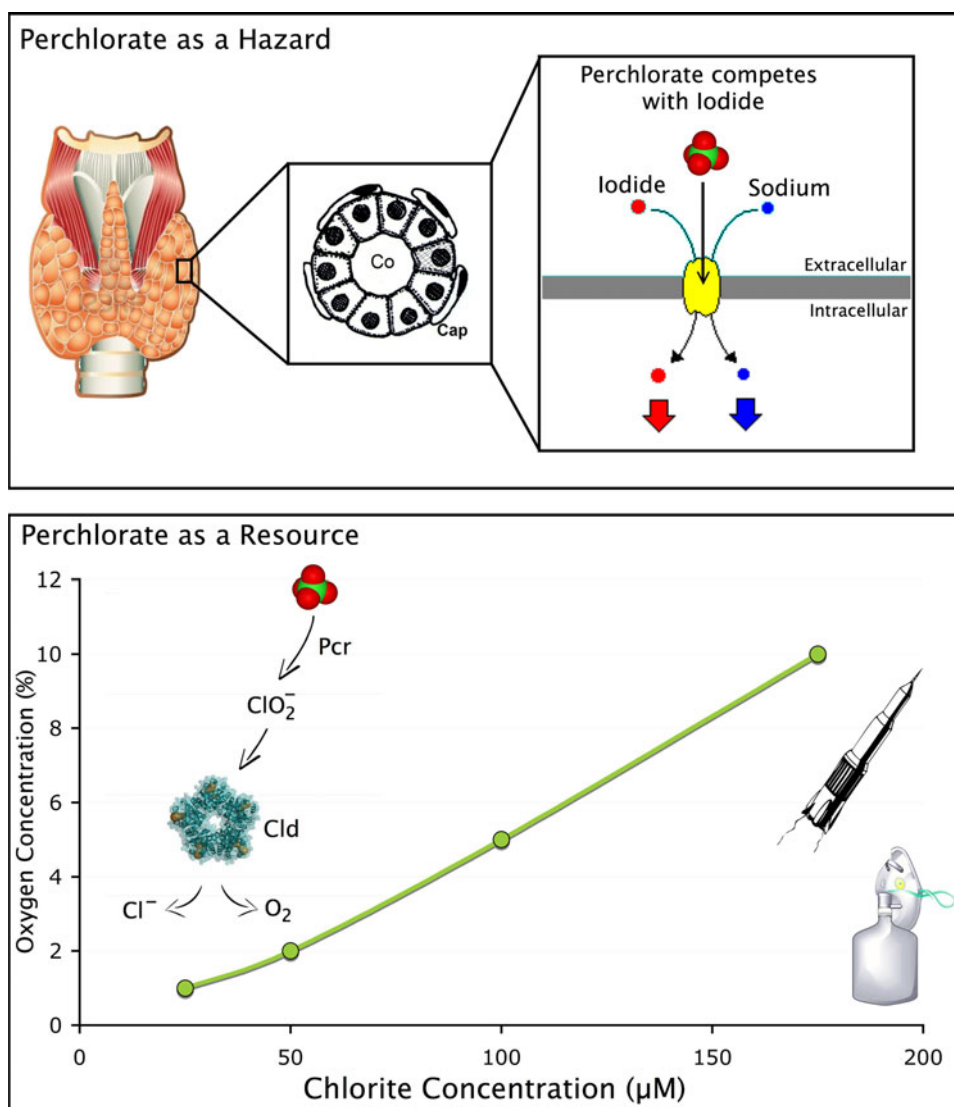 Perchlorate as a Hazard
Perchlorate competes
with Iodide
Iodide
Sodium
Extracellular
Intracellular
Co
Cap
Perchlorate as a Resource
Oxygen Concentration (%)
12
10
8
6
4
2
0
Pcr
ClO₂⁻
Cld
Cl⁻
O₂
0
50
100
150
200
Chlorite Concentration (µM)